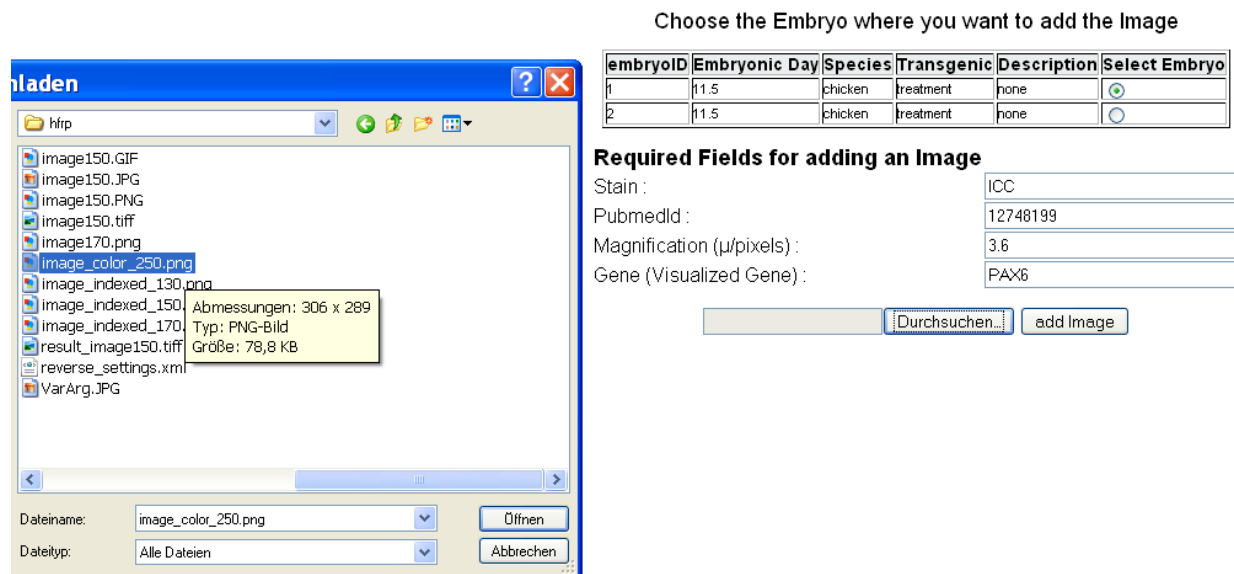 nladen
hfrp
image150.GIF
image150.JPG
image150.PNG
image150.tiff
image170.png
image_color_250.png
image_indexed_130.png
image_indexed_150.
image_indexed_170.
result_image150.tiff
reverse_settings.xml
VarArg.JPG
Abmessungen: 306 x 289
Typ: PNG-Bild
Größe: 78,8 KB
Dateiname: image_color_250.png Öffnen
Dateityp: Alle Dateien Abbrechen
Choose the Embryo where you want to add the Image
embryoID Embryonic Day Species Transgenic Description Select Embryo
1 11.5 chicken treatment none
2 11.5 chicken treatment none
Required Fields for adding an Image
Stain : ICC
PubmedId : 12748199
Magnification (µ/pixels) : 3.6
Gene (Visualized Gene) : PAX6
Durchsuchen... add Image